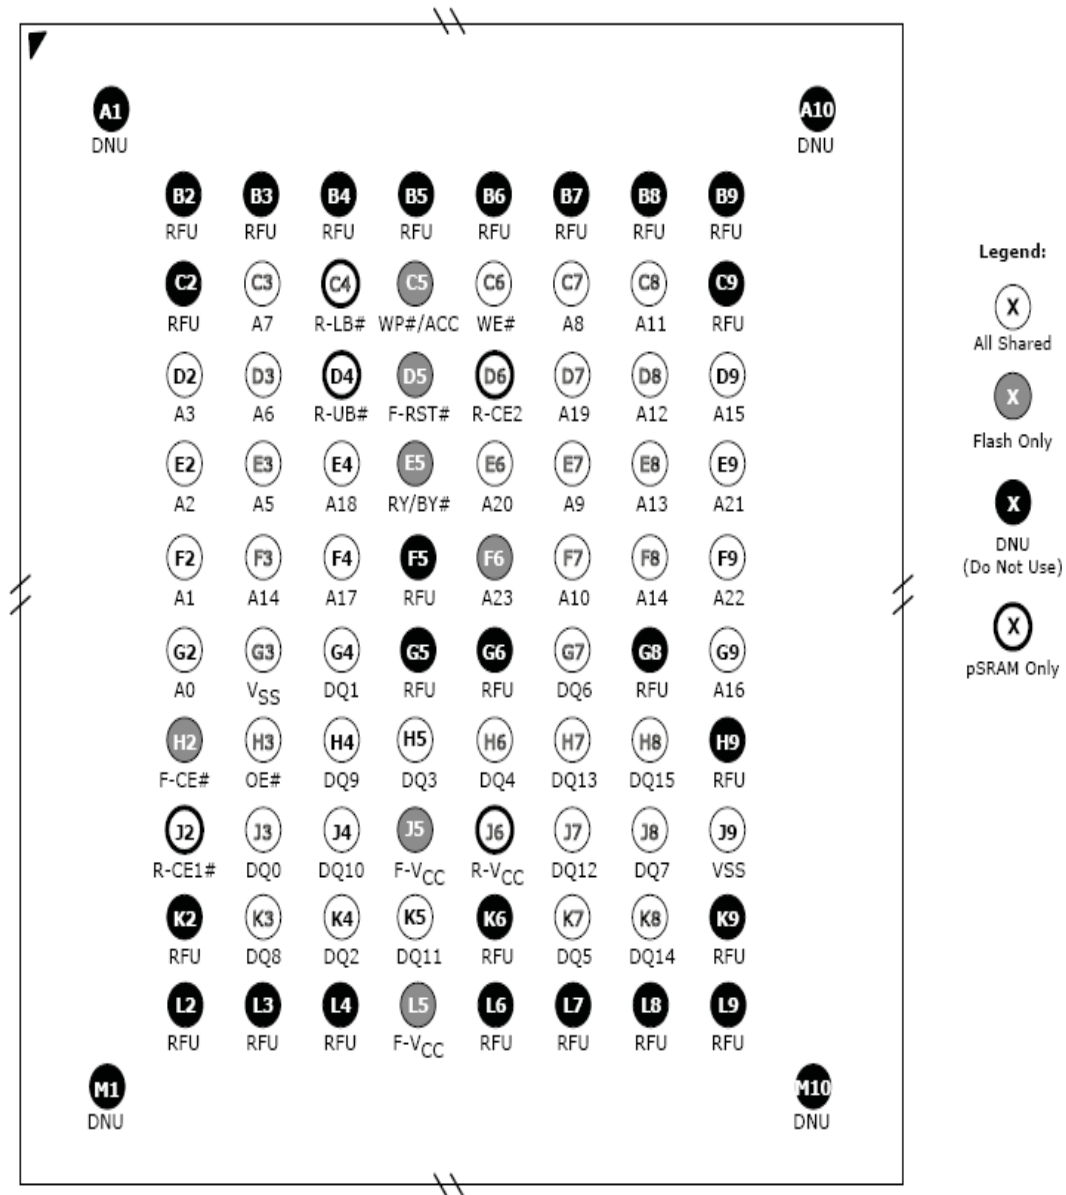 A1 A10
DNU DNU
B2 B3 B4 B5 B6 B7 B8 B9
RFU RFU RFU RFU RFU RFU RFU RFU
C2 C3 C4 C5 C6 C7 C8 C9
RFU A7 R-LB# WP#/ACC WE# A8 A11 RFU
D2 D3 D4 D5 D6 D7 D8 D9
A3 A6 R-UB# F-RST# R-CE2 A19 A12 A15
E2 E3 E4 E5 E6 E7 E8 E9
A2 A5 A18 RY/BY# A20 A9 A13 A21
F2 F3 F4 F5 F6 F7 F8 F9
A1 A14 A17 RFU A23 A10 A14 A22
G2 G3 G4 G5 G6 G7 G8 G9
A0 VSS DQ1 RFU RFU DQ6 RFU A16
H2 H3 H4 H5 H6 H7 H8 H9
F-CE# OE# DQ9 DQ3 DQ4 DQ13 DQ15 RFU
J2 J3 J4 J5 J6 J7 J8 J9
R-CE1# DQ0 DQ10 F-VCC R-VCC DQ12 DQ7 VSS
K2 K3 K4 K5 K6 K7 K8 K9
RFU DQ8 DQ2 DQ11 RFU DQ5 DQ14 RFU
L2 L3 L4 L5 L6 L7 L8 L9
RFU RFU RFU F-VCC RFU RFU RFU RFU
M1 M10
DNU DNU
Legend:
X
All Shared
X
Flash Only
X
DNU
(Do Not Use)
X
pSRAM Only